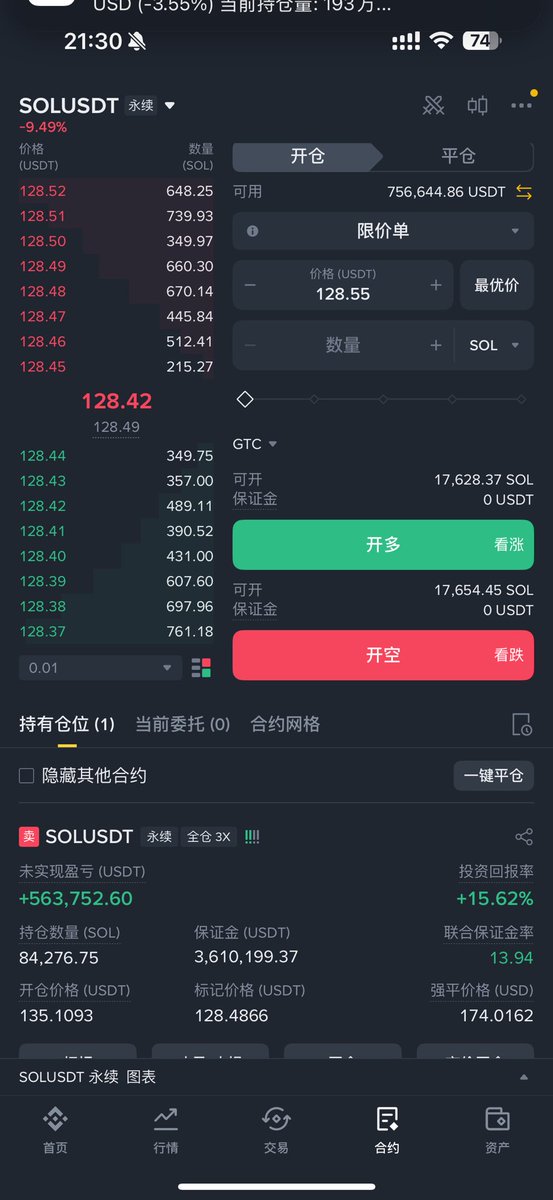 USD (-3.55%) 当前持仓量: 193万...
21:30
74
SOLUSDT 永续
-9.49%
价格 数量
(USDT) (SOL)
128.52 648.25
128.51 739.93
128.50 349.97
128.49 660.30
128.48 670.14
128.47 445.84
128.46 512.41
128.45 215.27
128.42
128.49
128.44 349.75
128.43 357.00
128.42 489.11
128.41 390.52
128.40 431.00
128.39 607.60
128.38 697.96
128.37 761.18
0.01
开仓 平仓
可用 756,644.86 USDT
限价单
价格 (USDT)
128.55
最优价
数量 SOL
GTC
可开 17,628.37 SOL
保证金 0 USDT
开多 看涨
可开 17,654.45 SOL
保证金 0 USDT
开空 看跌
持有仓位 (1) 当前委托 (0) 合约网格
隐藏其他合约 一键平仓
卖 SOLUSDT 永续 全仓 3X
未实现盈亏 (USDT) 投资回报率
+563,752.60 +15.62%
持仓数量 (SOL) 保证金 (USDT) 联合保证金率
84,276.75 3,610,199.37 13.94
开仓价格 (USDT) 标记价格 (USDT) 强平价格 (USD)
135.1093 128.4866 174.0162
SOLUSDT 永续 图表
首页 行情 交易 合约 资产